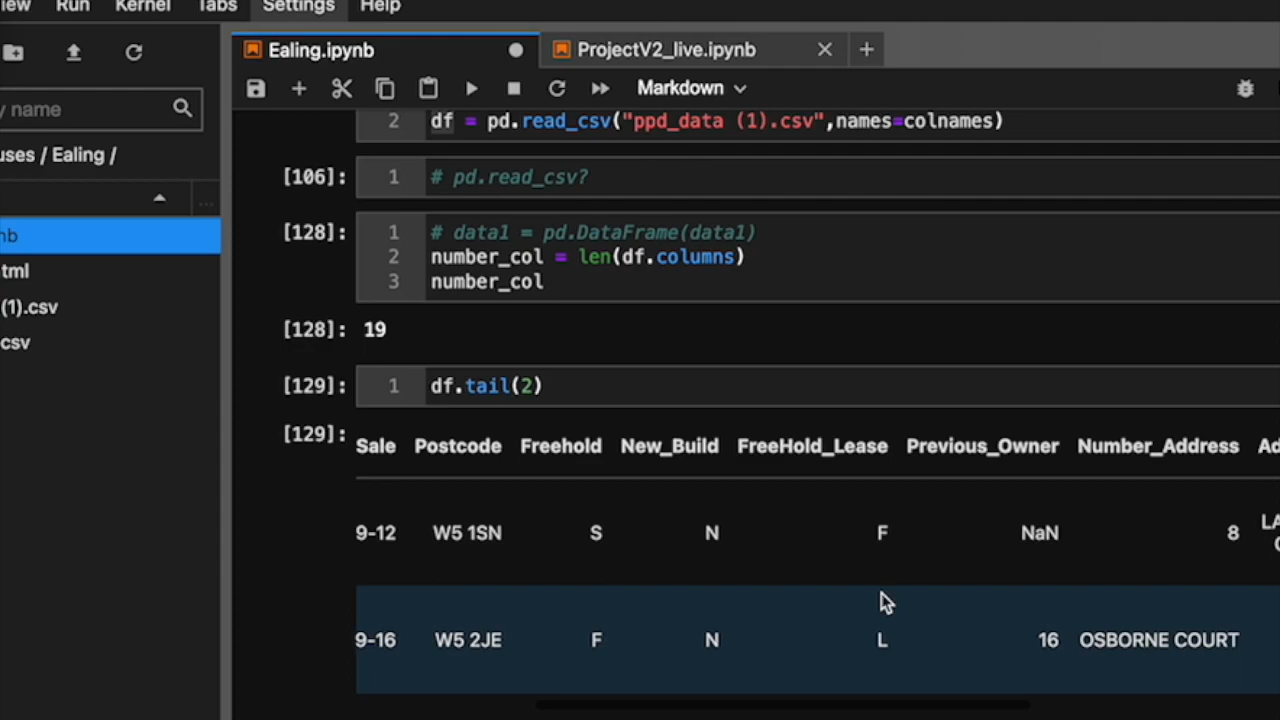 iew Run Kernel Tabs Settings Help
Ealing.ipynb ProjectV2_live.ipynb
Markdown
y name
uses / Ealing /
nb
tml
(1).csv
csv
2 df = pd.read_csv("ppd_data (1).csv",names=colnames)
[106]: 1 # pd.read_csv?
[128]: 1 # data1 = pd.DataFrame(data1)
2 number_col = len(df.columns)
3 number_col
[128]: 19
[129]: 1 df.tail(2)
[129]:
Sale Postcode Freehold New_Build FreeHold_Lease Previous_Owner Number_Address Ad
9-12 W5 1SN S N F NaN 8 LA
9-16 W5 2JE F N L 16 OSBORNE COURT